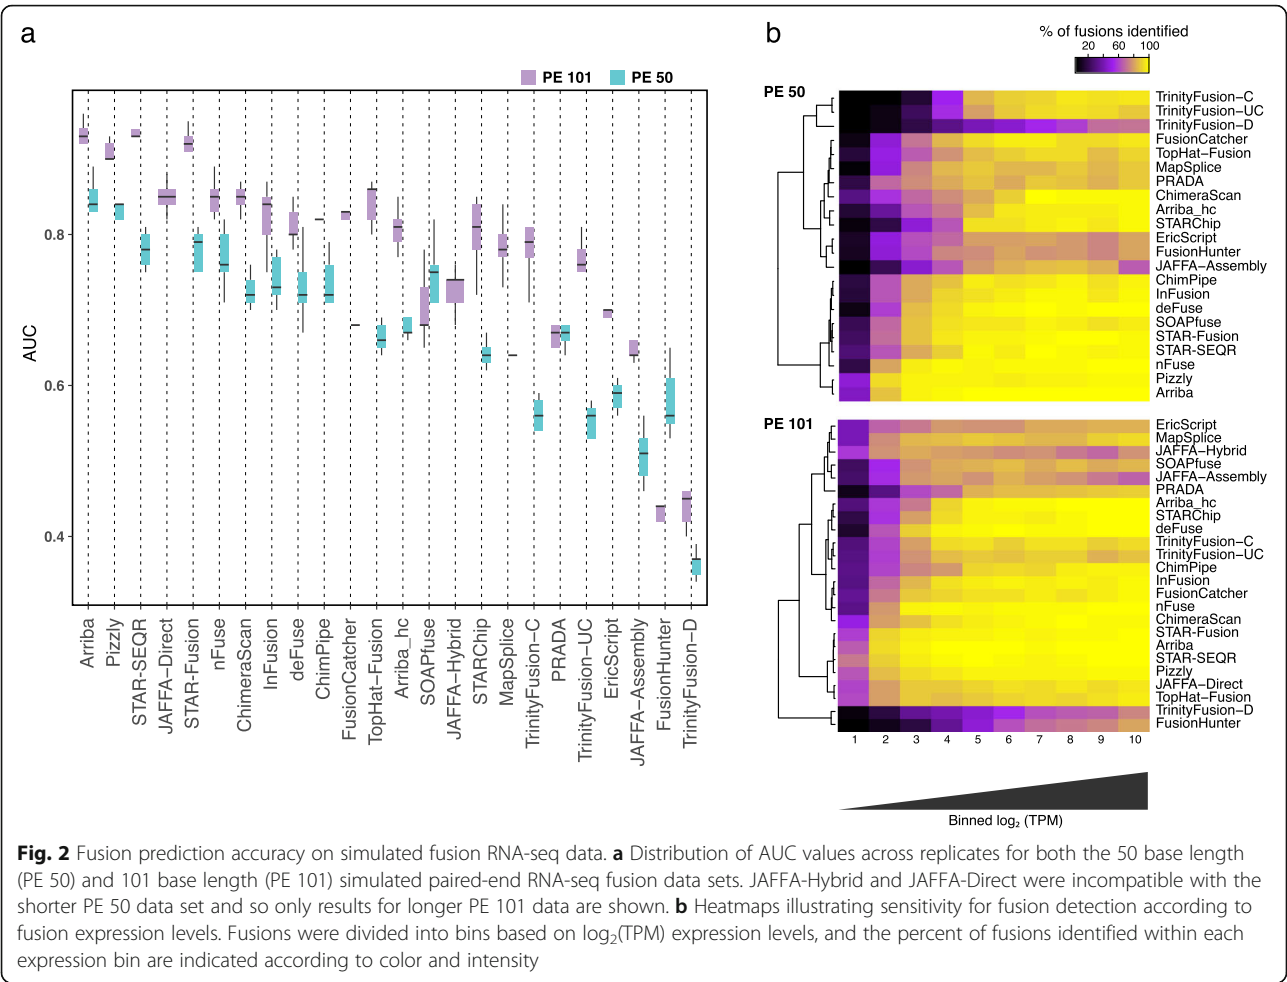 a
PE 101
PE 50
AUC
0.8
0.6
0.4
Arriba
Pizzly
STAR-SEQR
JAFFA-Direct
STAR-Fusion
nFuse
ChimeraScan
InFusion
deFuse
ChimPipe
FusionCatcher
TopHat-Fusion
Arriba_hc
SOAPfuse
JAFFA-Hybrid
STARChip
MapSplice
TrinityFusion-C
PRADA
TrinityFusion-UC
EricScript
JAFFA-Assembly
FusionHunter
TrinityFusion-D
b
% of fusions identified
20 60 100
PE 50
TrinityFusion-C
TrinityFusion-UC
TrinityFusion-D
FusionCatcher
TopHat-Fusion
MapSplice
PRADA
ChimeraScan
Arriba_hc
STARChip
EricScript
FusionHunter
JAFFA-Assembly
ChimPipe
InFusion
deFuse
SOAPfuse
STAR-Fusion
STAR-SEQR
nFuse
Pizzly
Arriba
PE 101
EricScript
MapSplice
JAFFA-Hybrid
SOAPfuse
JAFFA-Assembly
PRADA
Arriba_hc
STARChip
deFuse
TrinityFusion-C
TrinityFusion-UC
ChimPipe
InFusion
FusionCatcher
nFuse
ChimeraScan
STAR-Fusion
Arriba
STAR-SEQR
Pizzly
JAFFA-Direct
TopHat-Fusion
TrinityFusion-D
FusionHunter
1 2 3 4 5 6 7 8 9 10
Binned log₂ (TPM)
Fig. 2 Fusion prediction accuracy on simulated fusion RNA-seq data. a Distribution of AUC values across replicates for both the 50 base length
(PE 50) and 101 base length (PE 101) simulated paired-end RNA-seq fusion data sets. JAFFA-Hybrid and JAFFA-Direct were incompatible with the
shorter PE 50 data set and so only results for longer PE 101 data are shown. b Heatmaps illustrating sensitivity for fusion detection according to
fusion expression levels. Fusions were divided into bins based on log₂(TPM) expression levels, and the percent of fusions identified within each
expression bin are indicated according to color and intensity